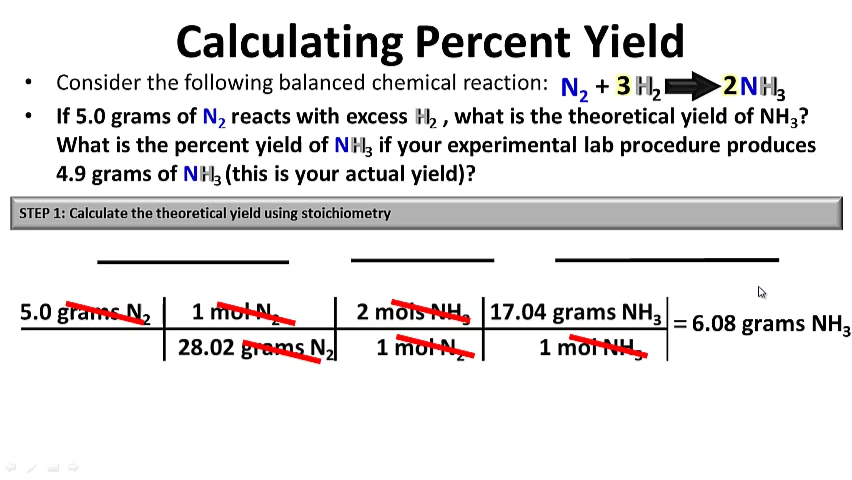 Calculating Percent Yield
• Consider the following balanced chemical reaction: N₂ + 3 H₂ ➡ 2NH₃
• If 5.0 grams of N₂ reacts with excess H₂ , what is the theoretical yield of NH₃?
What is the percent yield of NH₃ if your experimental lab procedure produces
4.9 grams of NH₃ (this is your actual yield)?
STEP 1: Calculate the theoretical yield using stoichiometry
5.0 grams N₂ 1 mol N₂ 2 mols NH₃ 17.04 grams NH₃
= 6.08 grams NH₃
28.02 grams N₂ 1 mol N₂ 1 mol NH₃